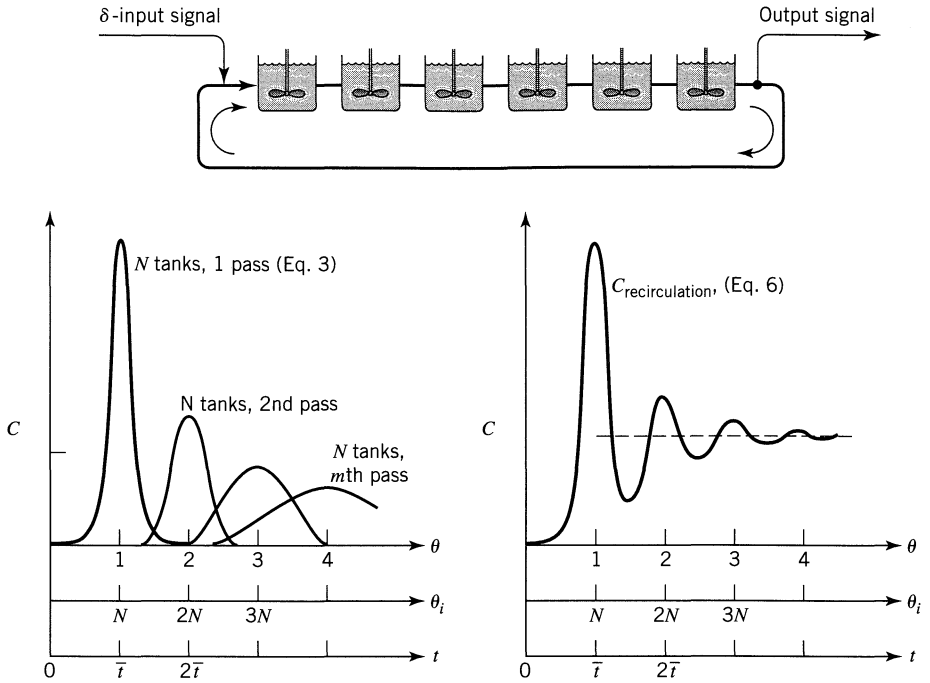 δ-input signal
Output signal
N tanks, 1 pass (Eq. 3)
N tanks, 2nd pass
N tanks,
mth pass
C
1 2 3 4 θ
N 2N 3N θi
0 t̅ 2t̅ t
Crecirculation, (Eq. 6)
C
1 2 3 4 θ
N 2N 3N θi
0 t̅ 2t̅ t